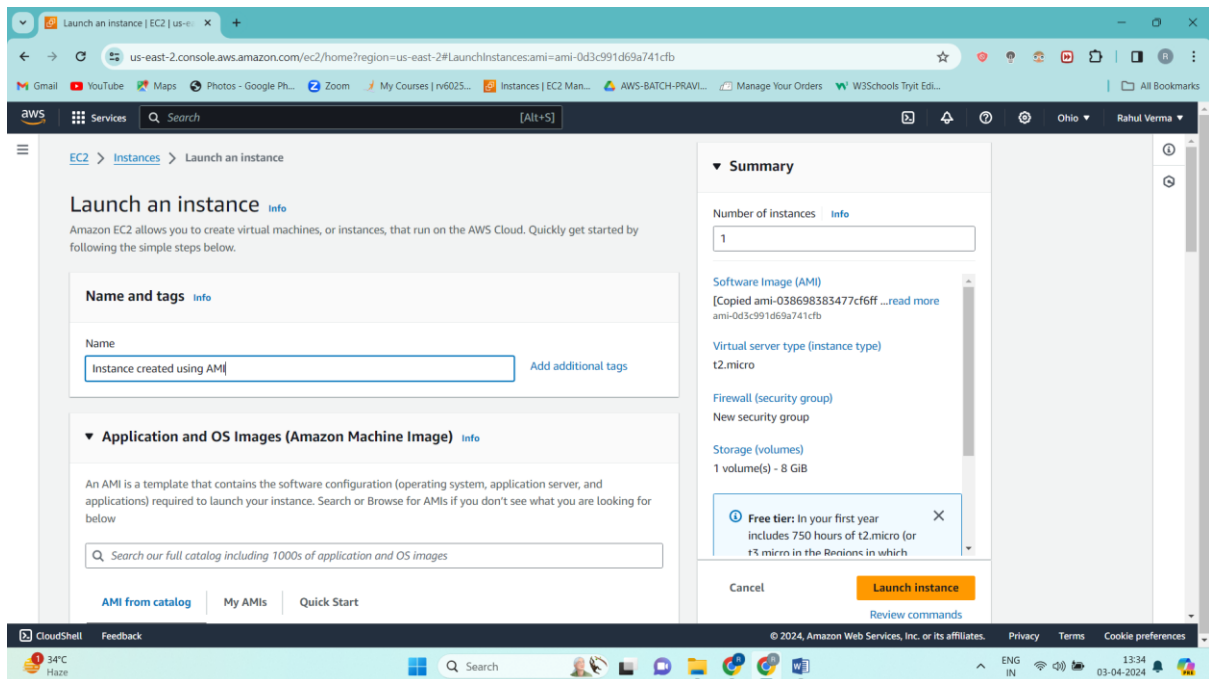 Launch an instance | EC2 | us-e
us-east-2.console.aws.amazon.com/ec2/home?region=us-east-2#LaunchInstances:ami=ami-0d3c991d69a741cfb
R
Gmail YouTube Maps Photos - Google Ph... Zoom My Courses | rv6025... Instances | EC2 Man... AWS-BATCH-PRAVI... Manage Your Orders W³Schools Tryit Edi... All Bookmarks
aws Services Search [Alt+S] Ohio Rahul Verma
EC2 > Instances > Launch an instance
Launch an instance Info
Amazon EC2 allows you to create virtual machines, or instances, that run on the AWS Cloud. Quickly get started by
following the simple steps below.
Name and tags Info
Name
Instance created using AMI
Add additional tags
Application and OS Images (Amazon Machine Image) Info
An AMI is a template that contains the software configuration (operating system, application server, and
applications) required to launch your instance. Search or Browse for AMIs if you don't see what you are looking for
below
Search our full catalog including 1000s of application and OS images
AMI from catalog My AMIs Quick Start
Summary
Number of instances Info
1
Software Image (AMI)
[Copied ami-038698383477cf6ff ...read more
ami-0d3c991d69a741cfb
Virtual server type (instance type)
t2.micro
Firewall (security group)
New security group
Storage (volumes)
1 volume(s) - 8 GiB
Free tier: In your first year
includes 750 hours of t2.micro (or
t3.micro in the Regions in which
Cancel Launch instance
Review commands
CloudShell Feedback © 2024, Amazon Web Services, Inc. or its affiliates. Privacy Terms Cookie preferences
1
34°C
Haze
Search
ENG
IN
13:34
03-04-2024